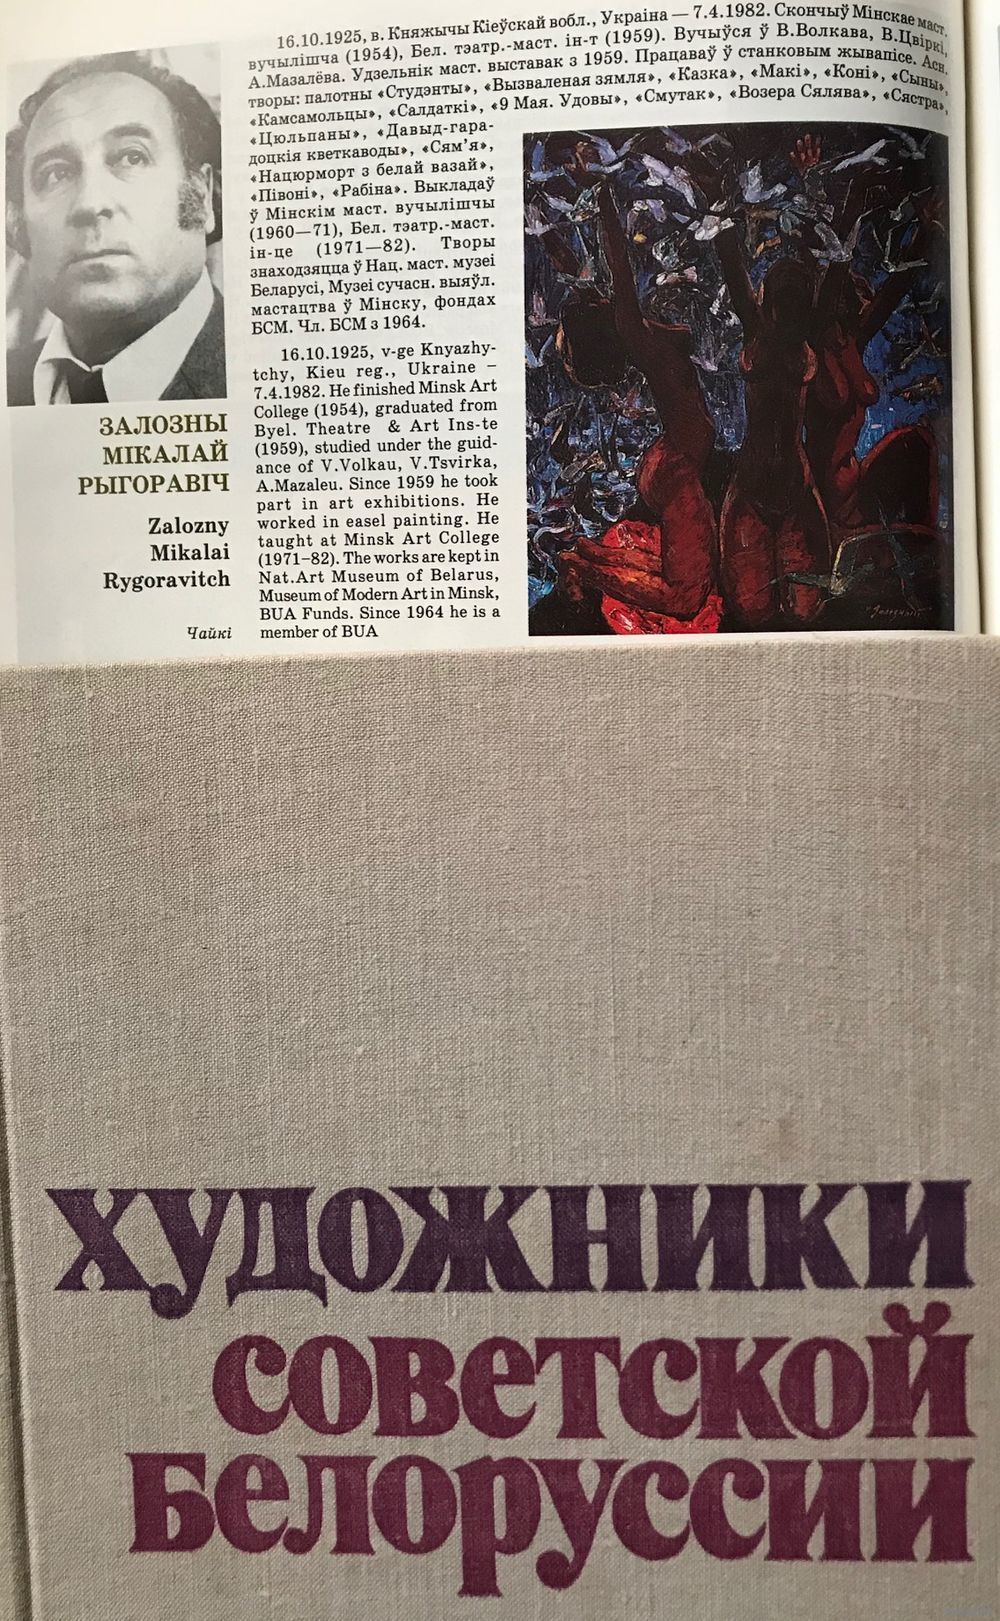 16.10.1925, в. Княжычы Кіеўскай вобл., Украіна — 7.4.1982. Скончыў Мінскае маст.
вучылішча (1954), Бел. тэатр.-маст. ін-т (1959). Вучыўся ў В.Волкава, В.Цвіркі,
А.Мазалёва. Удзельнік маст. выставак з 1959. Працаваў ў станковым жывапісе. Асн.
творы: палотны «Студэнты», «Вызваленая зямля», «Казка», «Макі», «Коні», «Сыны»,
«Камсамольцы», «Салдаткі», «9 Мая. Удовы», «Смутак», «Возера Сялява», «Сястра»,
«Цюльпаны», «Давыд-гара-
доцкія кветкаводы», «Сям’я»,
«Нацюрморт з белай вазай»,
«Півоні», «Рабіна». Выкладаў
ў Мінскім маст. вучылішчы
(1960—71), Бел. тэатр.-маст.
ін-це (1971—82). Творы
знаходзяцца ў Нац. маст. музеі
Беларусі, Музеі сучасн. выяўл.
мастацтва ў Мінску, фондах
БСМ. Чл. БСМ з 1964.
16.10.1925, v-ge Knyazhy-
tchy, Kieu reg., Ukraine –
7.4.1982. He finished Minsk Art
College (1954), graduated from
Byel. Theatre & Art Ins-te
(1959), studied under the guid-
ance of V.Volkau, V.Tsvirka,
A.Mazaleu. Since 1959 he took
part in art exhibitions. He
worked in easel painting. He
taught at Minsk Art College
(1971–82). The works are kept in
Nat.Art Museum of Belarus,
Museum of Modern Art in Minsk,
BUA Funds. Since 1964 he is a
member of BUA
ЗАЛОЗНЫ
МІКАЛАЙ
РЫГОРАВІЧ
Zalozny
Mikalai
Rygoravitch
Чайкі
ХУДОЖНИКИ
СОВЕТСКОЙ
БЕЛОРУССИИ